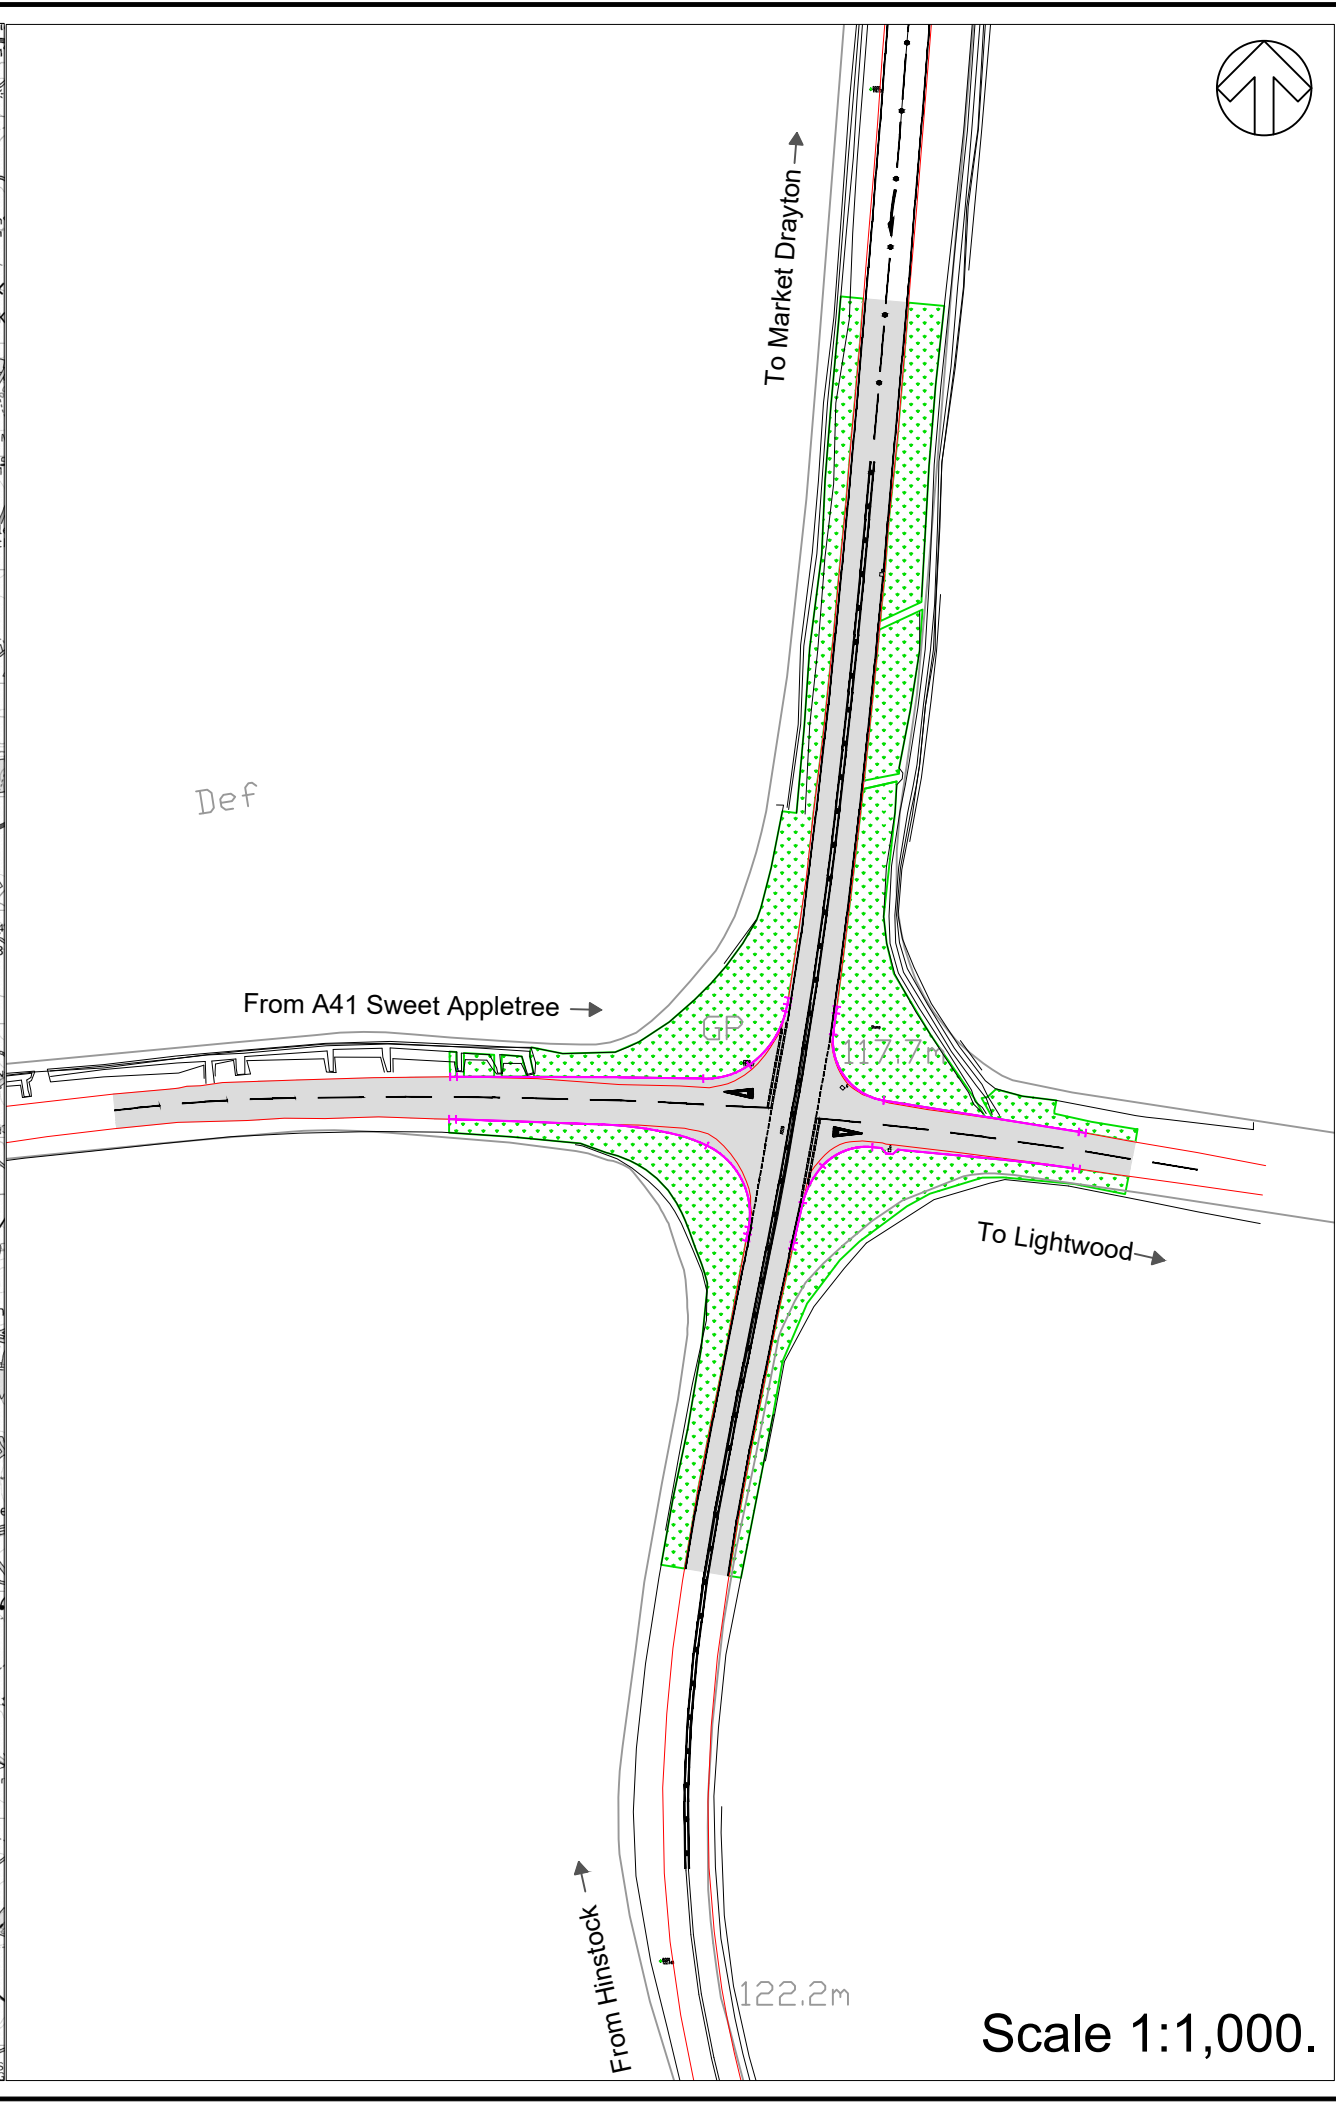 To Market Drayton
Def
From A41 Sweet Appletree
GP
117.7m
To Lightwood
From Hinstock
122.2m
Scale 1:1,000.